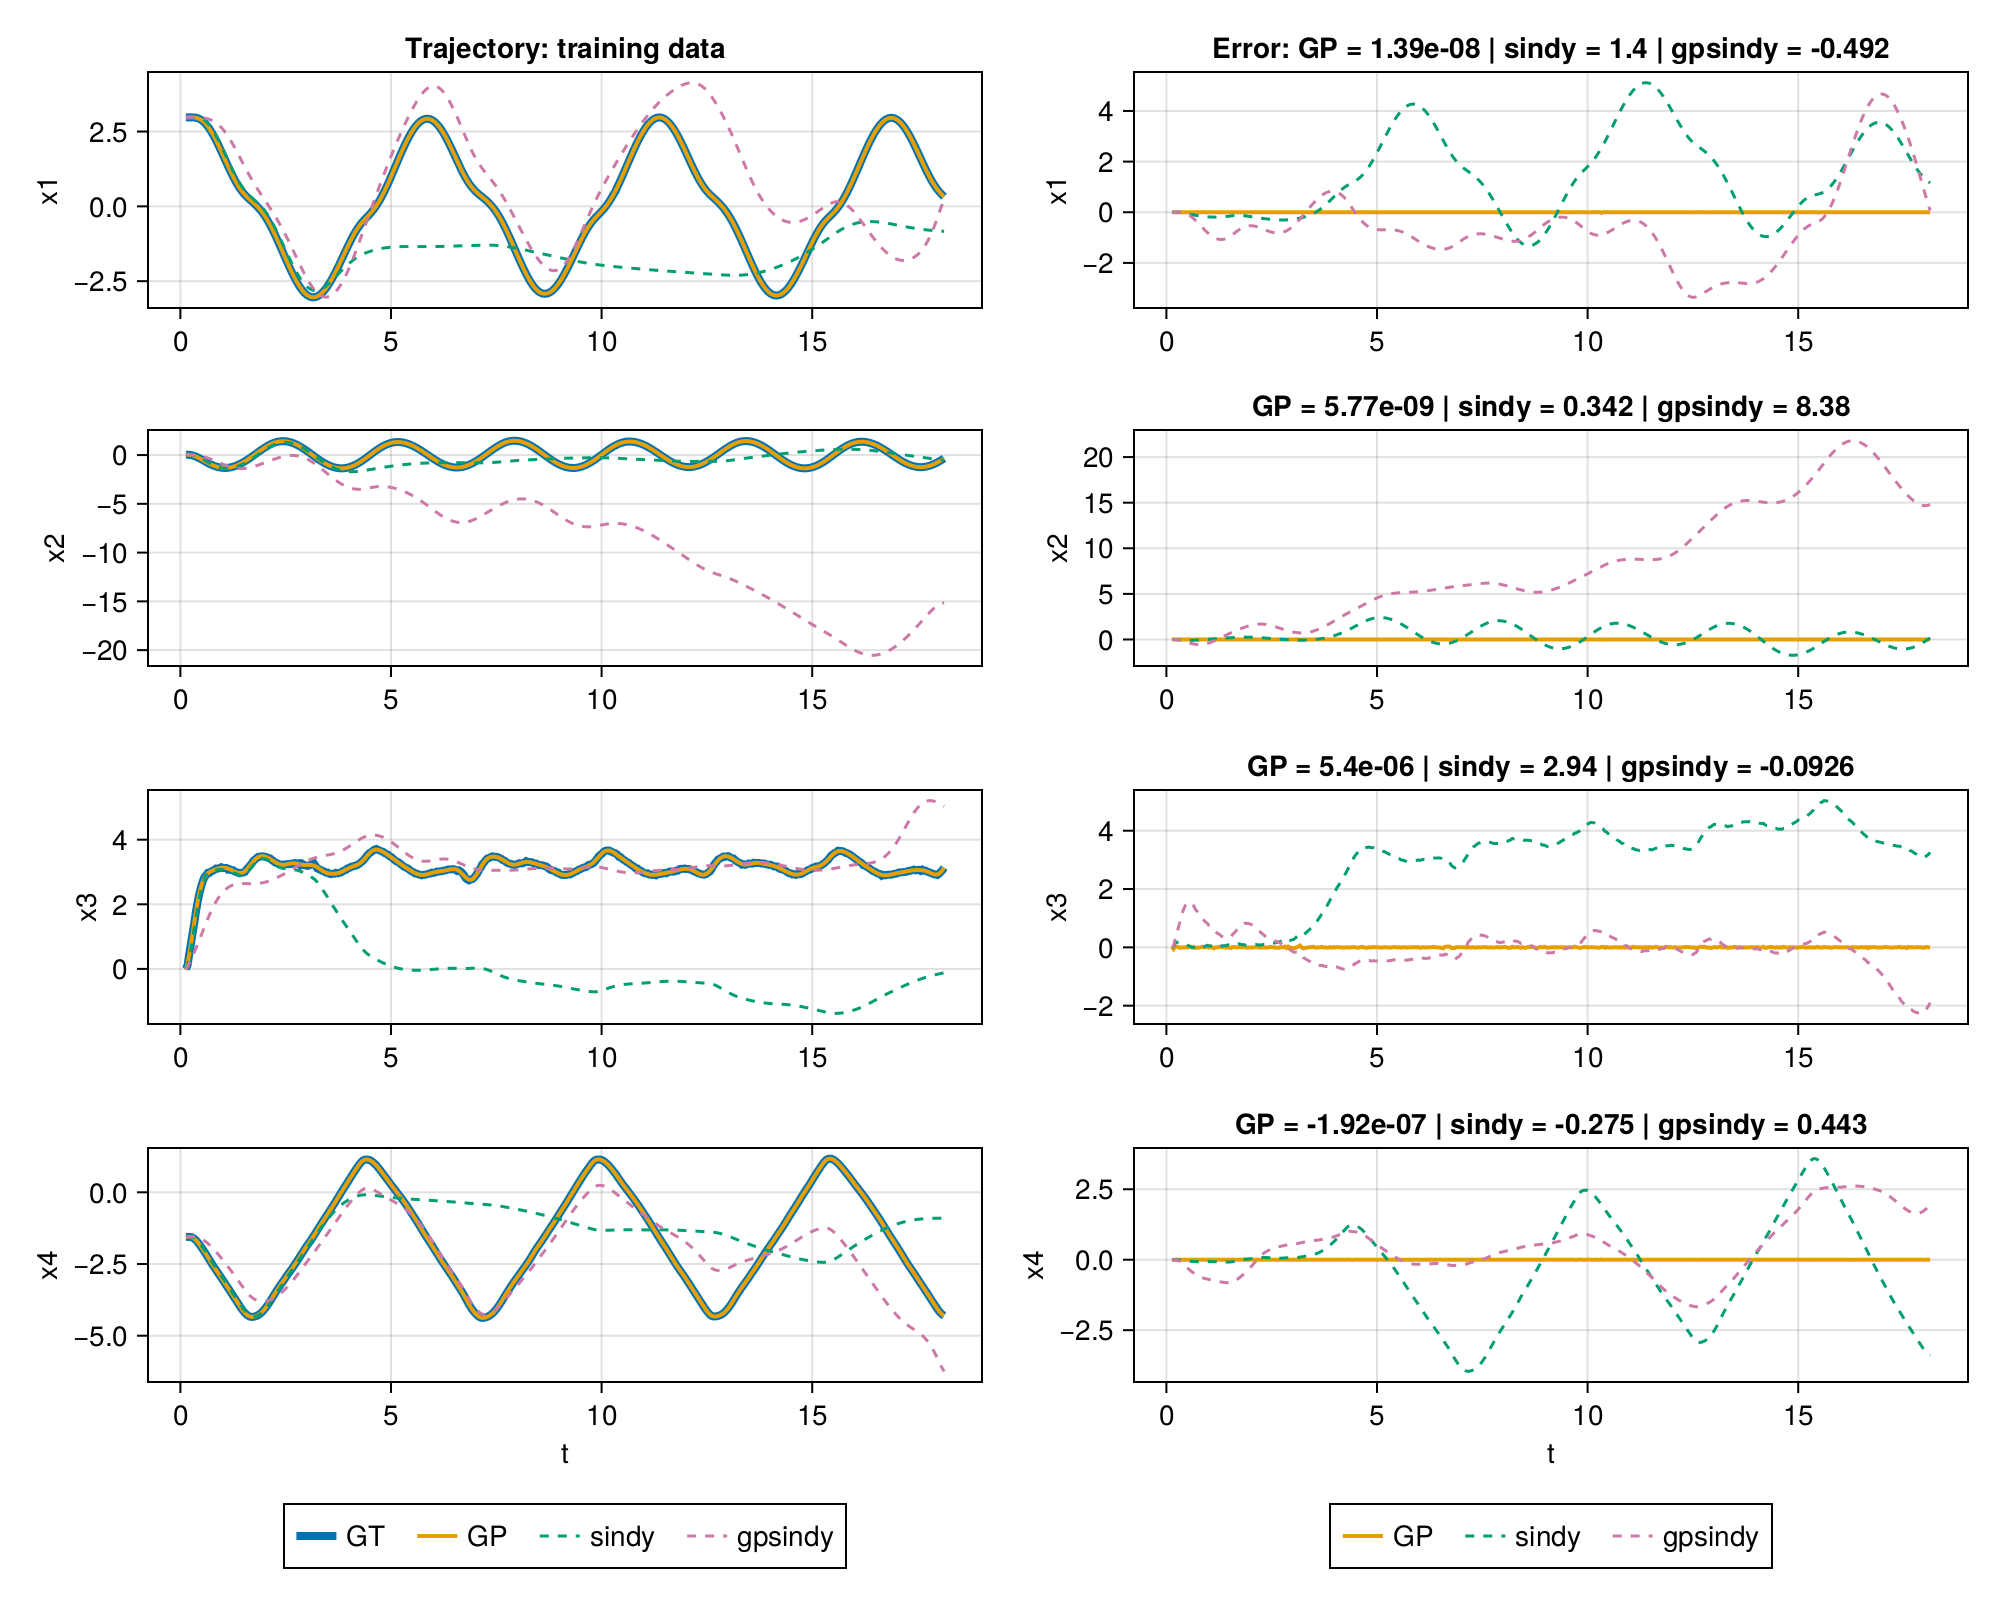 Trajectory: training data
x1
2.5
0.0
−2.5
0 5 10 15
Error: GP = 1.39e-08 | sindy = 1.4 | gpsindy = -0.492
x1
4
2
0
−2
0 5 10 15
x2
0
−5
−10
−15
−20
0 5 10 15
GP = 5.77e-09 | sindy = 0.342 | gpsindy = 8.38
x2
20
15
10
5
0
0 5 10 15
x3
4
2
0
0 5 10 15
GP = 5.4e-06 | sindy = 2.94 | gpsindy = -0.0926
x3
4
2
0
−2
0 5 10 15
x4
0.0
−2.5
−5.0
0 5 10 15
t
GP = -1.92e-07 | sindy = -0.275 | gpsindy = 0.443
x4
2.5
0.0
−2.5
0 5 10 15
t
GT GP sindy gpsindy
GP sindy gpsindy